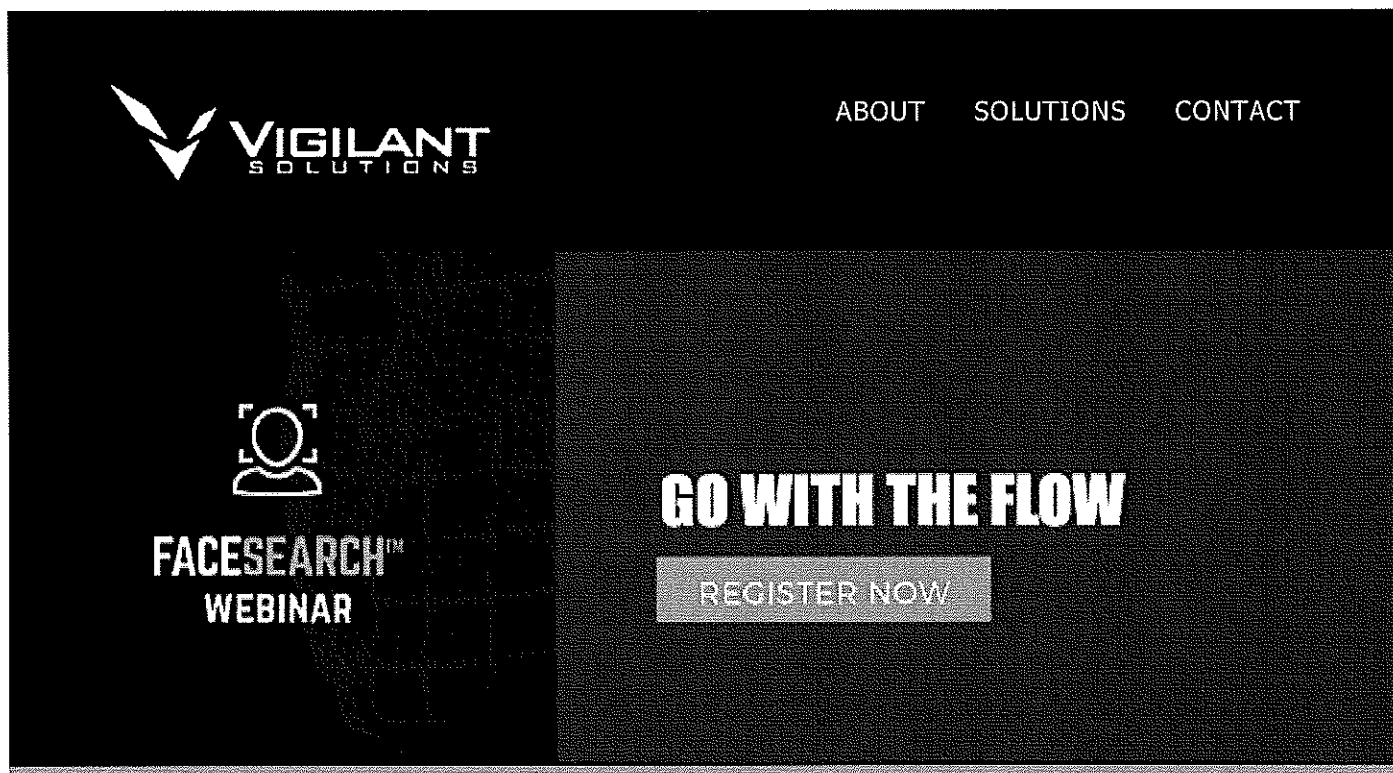 VIGILANT
SOLUTIONS
ABOUT SOLUTIONS CONTACT
FACESEARCH™
WEBINAR
GO WITH THE FLOW
REGISTER NOW